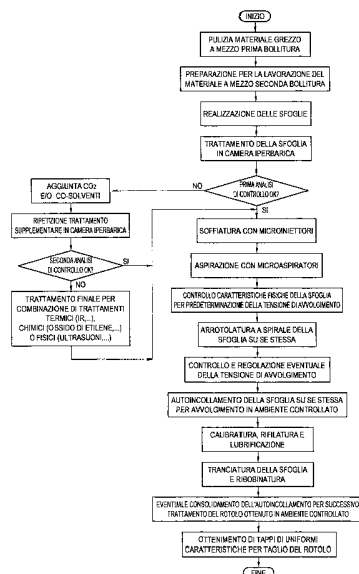 INIZIO
PULIZIA MATERIALE GREZZO
A MEZZO PRIMA BOLLITURA
PREPARAZIONE PER LA LAVORAZIONE DEL
MATERIALE A MEZZO SECONDA BOLLITURA
REALIZZAZIONE DELLE SFOGLIE
TRATTAMENTO DELLA SFOGLIA
IN CAMERA IPERBARICA
PRIMA ANALISI
DI CONTROLLO OK?
NO
SI
AGGIUNTA CO2
E/O CO-SOLVENTI
RIPETIZIONE TRATTAMENTO
SUPPLEMENTARE IN CAMERA IPERBARICA
SECONDA ANALISI
DI CONTROLLO OK?
SI
NO
TRATTAMENTO FINALE PER
COMBINAZIONE DI TRATTAMENTI
TERMICI (IR,...),
CHIMICI (OSSIDO DI ETILENE,...)
O FISICI (ULTRASUONI,...)
SOFFIATURA CON MICROINIETTORI
ASPIRAZIONE CON MICROASPIRATORI
CONTROLLO CARATTERISTICHE FISICHE DELLA SFOGLIA
PER PREDETERMINAZIONE DELLA TENSIONE DI AVVOLGIMENTO
ARROTOLATURA A SPIRALE DELLA
SFOGLIA SU SE STESSA
CONTROLLO E REGOLAZIONE EVENTUALE
DELLA TENSIONE DI AVVOLGIMENTO
AUTOINCOLLAMENTO DELLA SFOGLIA SU SE STESSA
PER AVVOLGIMENTO IN AMBIENTE CONTROLLATO
CALIBRATURA, RIFILATURA E
LUBRIFICAZIONE
TRANCIATURA DELLA SFOGLIA
E RIBOBINATURA
EVENTUALE CONSOLIDAMENTO DELL'AUTOINCOLLAMENTO PER SUCCESSIVO
TRATTAMENTO DEL ROTOLO OTTENUTO IN AMBIENTE CONTROLLATO
OTTENIMENTO DI TAPPI DI UNIFORMI
CARATTERISTICHE PER TAGLIO DEL ROTOLO
FINE